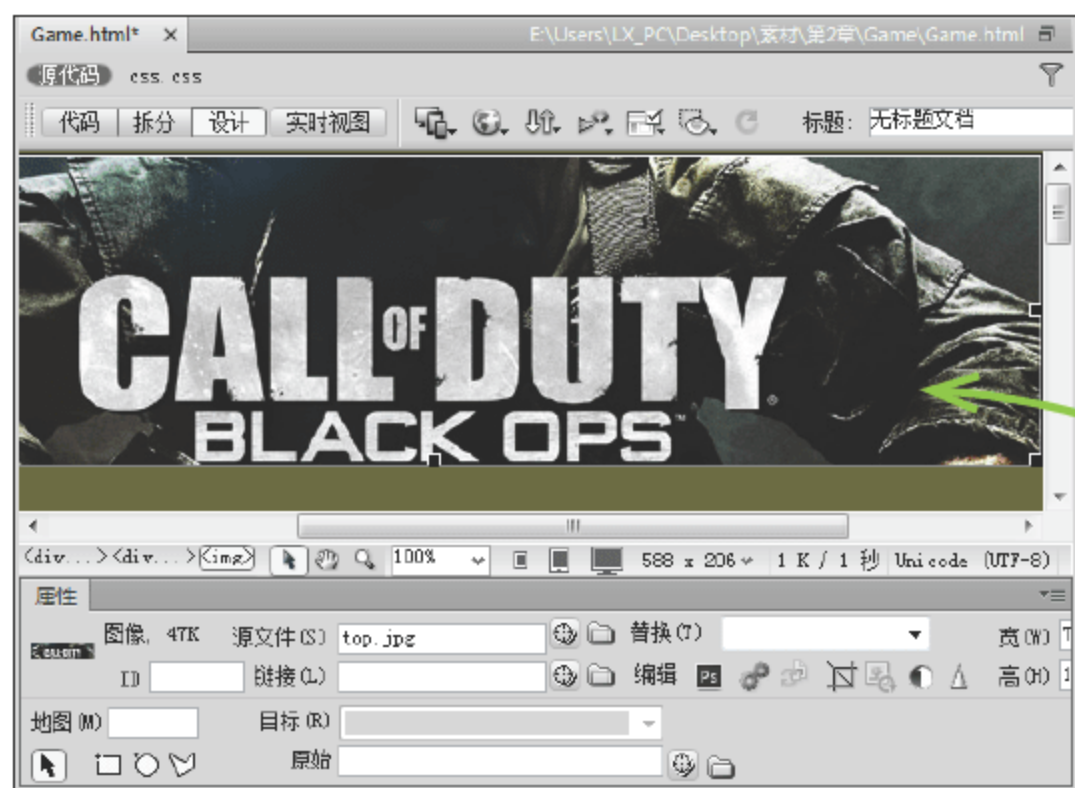 Game.html* × E:\Users\LX_PC\Desktop\素材\第2章\Game\Game.html
源代码 css.css
代码 拆分 设计 实时视图 标题: 无标题文档
CALL OF DUTY
BLACK OPS™
<div...><div...><img> 100% 588 x 206 1 K / 1 秒 Unicode (UTF-8)
属性
图像, 47K 源文件(S) top.jpg 替换(T) 宽(W)
ID 链接(L) 编辑 Ps 高(H) 1
地图(M) 目标(R)
原始